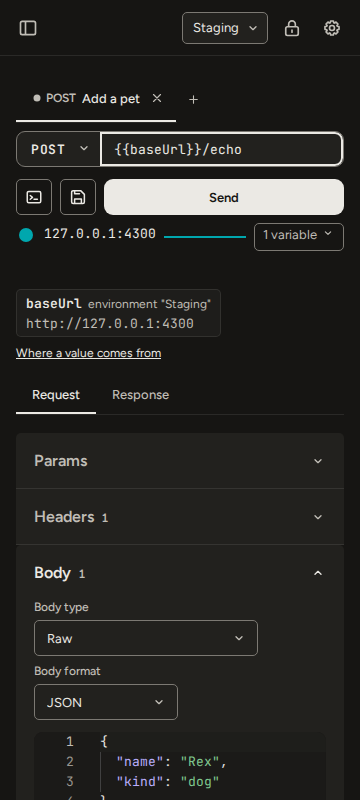 Staging
POST Add a pet
POST {{baseUrl}}/echo
Send
127.0.0.1:4300 1 variable
baseUrl environment "Staging"
http://127.0.0.1:4300
Where a value comes from
Request Response
Params
Headers 1
Body 1
Body type
Raw
Body format
JSON
1 {
2 "name": "Rex",
3 "kind": "dog"